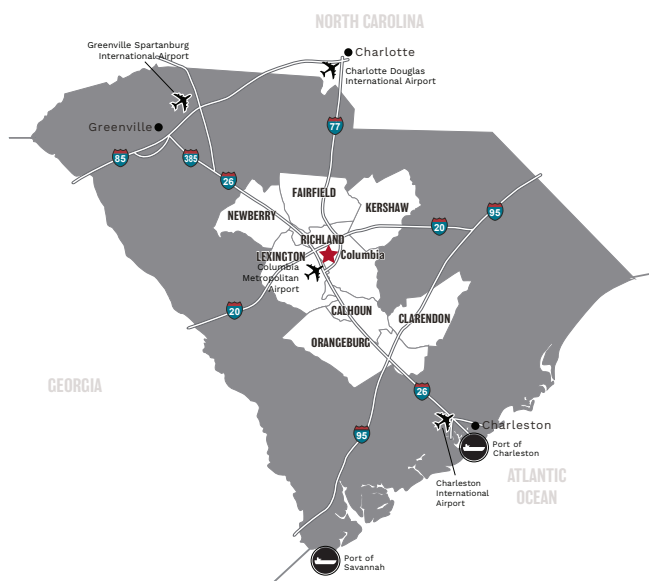 NORTH CAROLINA
Greenville Spartanburg
International Airport
Charlotte
Charlotte Douglas
International Airport
Greenville
77
85
385
26
FAIRFIELD
KERSHAW
NEWBERRY
95
20
RICHLAND
LEXINGTON
Columbia
Columbia
Metropolitan
Airport
20
CALHOUN
CLARENDON
ORANGEBURG
GEORGIA
26
95
Charleston
Port of
Charleston
ATLANTIC
OCEAN
Charleston
International
Airport
Port of
Savannah